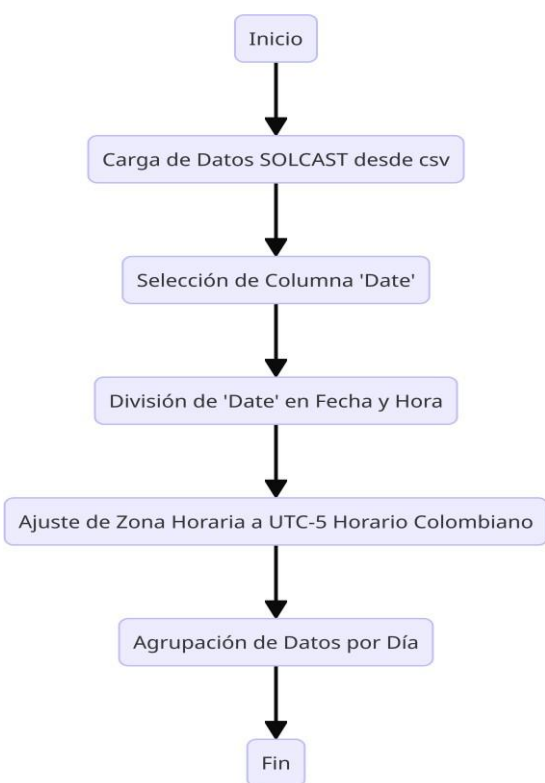 Inicio
Carga de Datos SOLCAST desde csv
Selección de Columna 'Date'
División de 'Date' en Fecha y Hora
Ajuste de Zona Horaria a UTC-5 Horario Colombiano
Agrupación de Datos por Día
Fin